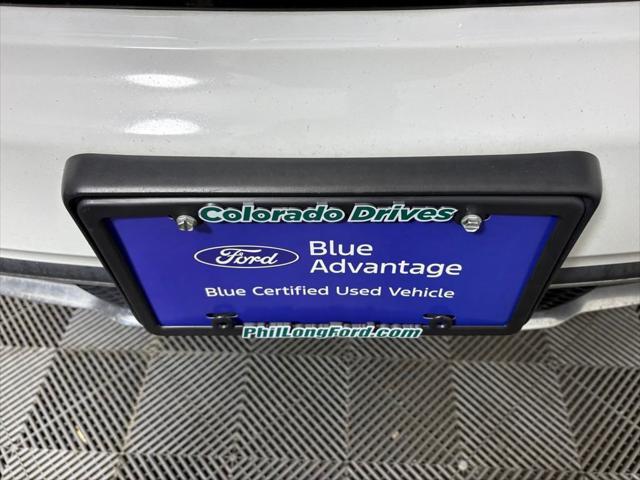 Colorado Drives
Ford
Blue
Advantage
Blue Certified Used Vehicle
PhilLongFord.com